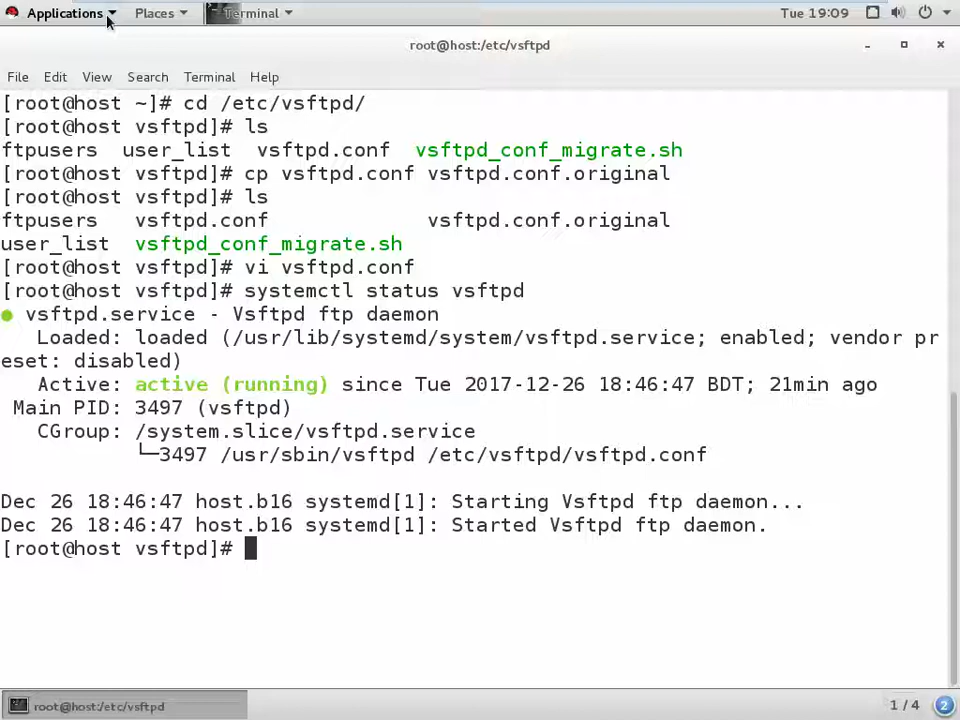 Applications Places Terminal Tue 19:09
root@host:/etc/vsftpd
File Edit View Search Terminal Help
[root@host ~]# cd /etc/vsftpd/
[root@host vsftpd]# ls
ftpusers user_list vsftpd.conf vsftpd_conf_migrate.sh
[root@host vsftpd]# cp vsftpd.conf vsftpd.conf.original
[root@host vsftpd]# ls
ftpusers vsftpd.conf vsftpd.conf.original
user_list vsftpd_conf_migrate.sh
[root@host vsftpd]# vi vsftpd.conf
[root@host vsftpd]# systemctl status vsftpd
● vsftpd.service - Vsftpd ftp daemon
Loaded: loaded (/usr/lib/systemd/system/vsftpd.service; enabled; vendor pr
eset: disabled)
Active: active (running) since Tue 2017-12-26 18:46:47 BDT; 21min ago
Main PID: 3497 (vsftpd)
CGroup: /system.slice/vsftpd.service
└─3497 /usr/sbin/vsftpd /etc/vsftpd/vsftpd.conf
Dec 26 18:46:47 host.b16 systemd[1]: Starting Vsftpd ftp daemon...
Dec 26 18:46:47 host.b16 systemd[1]: Started Vsftpd ftp daemon.
[root@host vsftpd]#
root@host:/etc/vsftpd 1 / 4 2